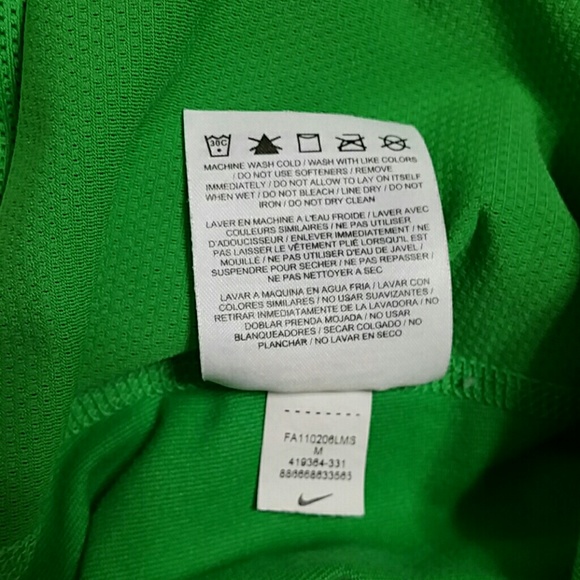 30C
MACHINE WASH COLD / WASH WITH LIKE COLORS
/ DO NOT USE SOFTENERS / REMOVE
IMMEDIATELY / DO NOT ALLOW TO LAY ON ITSELF
WHEN WET / DO NOT BLEACH / LINE DRY / DO NOT
IRON / DO NOT DRY CLEAN
LAVER EN MACHINE A L'EAU FROIDE / LAVER AVEC
COULEURS SIMILAIRES / NE PAS UTILISER
D'ADOUCISSEUR / ENLEVER IMMEDIATEMENT / NE
PAS LAISSER LE VÊTEMENT PLIÉ LORSQU'IL EST
MOUILLÉ / NE PAS UTILISER D'EAU DE JAVEL /
SUSPENDRE POUR SECHER / NE PAS REPASSER /
NE PAS NETTOYER A SEC
LAVAR A MAQUINA EN AGUA FRIA / LAVAR CON
COLORES SIMILARES / NO USAR SUAVIZANTES /
RETIRAR INMEDIATAMENTE DE LA LAVADORA / NO
DOBLAR PRENDA MOJADA / NO USAR
BLANQUEADORES / SECAR COLGADO / NO
PLANCHAR / NO LAVAR EN SECO
FA110206LMS
M
419364-331
886668633565